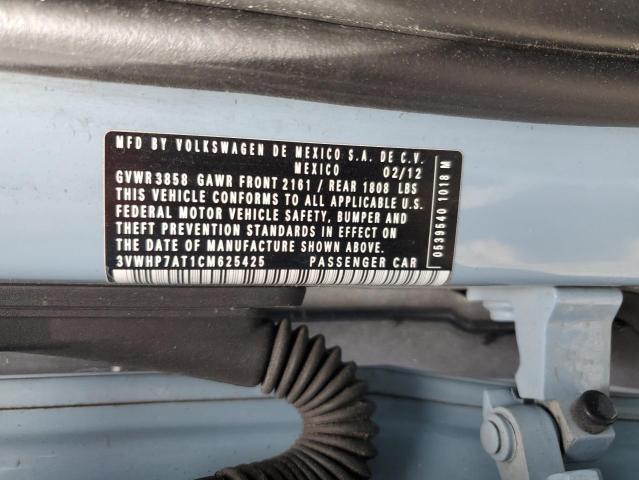 MFD BY VOLKSWAGEN DE MEXICO S.A. DE C.V.
MEXICO 02/12
GVWR 3858 GAWR FRONT 2161 / REAR 1808 LBS
THIS VEHICLE CONFORMS TO ALL APPLICABLE U.S.
FEDERAL MOTOR VEHICLE SAFETY, BUMPER AND
THEFT PREVENTION STANDARDS IN EFFECT ON
THE DATE OF MANUFACTURE SHOWN ABOVE.
3VWHP7AT1CM625425 PASSENGER CAR
0539540 1018 M